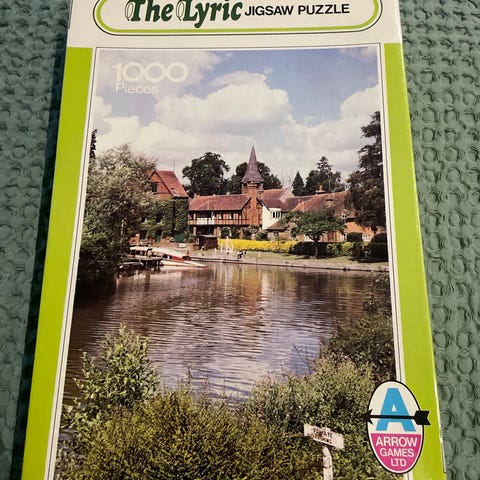 The Lyric JIGSAW PUZZLE
1000
Pieces
A
ARROW
GAMES
LTD